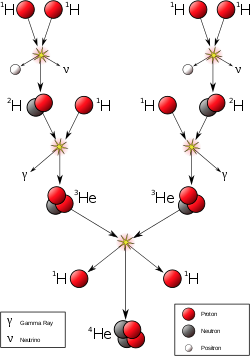 ¹H ¹H ¹H ¹H
ν ν
²H ¹H ¹H ²H
γ γ
³He ³He
¹H ¹H
⁴He
γ Gamma Ray
ν Neutrino
Proton
Neutron
Positron